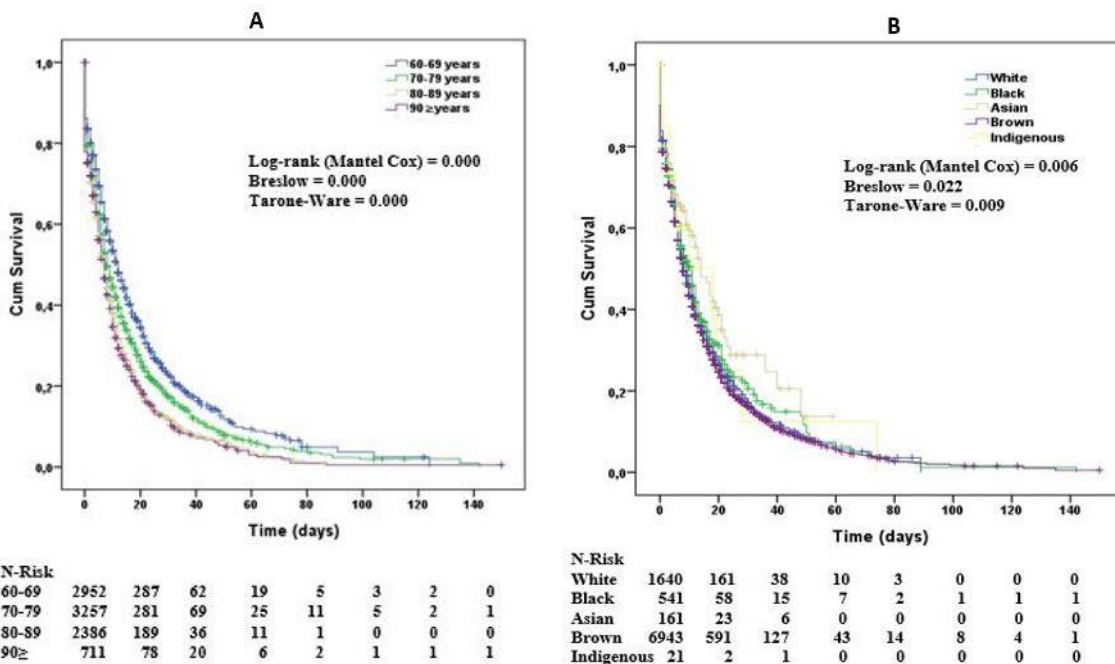 A
1,0
0,8
0,6
0,4
0,2
0,0
Cum Survival
60-69 years
70-79 years
80-89 years
90 ≥years
Log-rank (Mantel Cox) = 0.000
Breslow = 0.000
Tarone-Ware = 0.000
0 20 40 60 80 100 120 140
Time (days)
N-Risk
60-69 2952 287 62 19 5 3 2 0
70-79 3257 281 69 25 11 5 2 1
80-89 2386 189 36 11 1 0 0 0
90≥ 711 78 20 6 2 1 1 1
B
1,0
0,8
0,6
0,4
0,2
0,0
Cum Survival
White
Black
Asian
Brown
Indigenous
Log-rank (Mantel Cox) = 0.006
Breslow = 0.022
Tarone-Ware = 0.009
0 20 40 60 80 100 120 140
Time (days)
N-Risk
White 1640 161 38 10 3 0 0 0
Black 541 58 15 7 2 1 1 1
Asian 161 23 6 0 0 0 0 0
Brown 6943 591 127 43 14 8 4 1
Indigenous 21 2 1 0 0 0 0 0